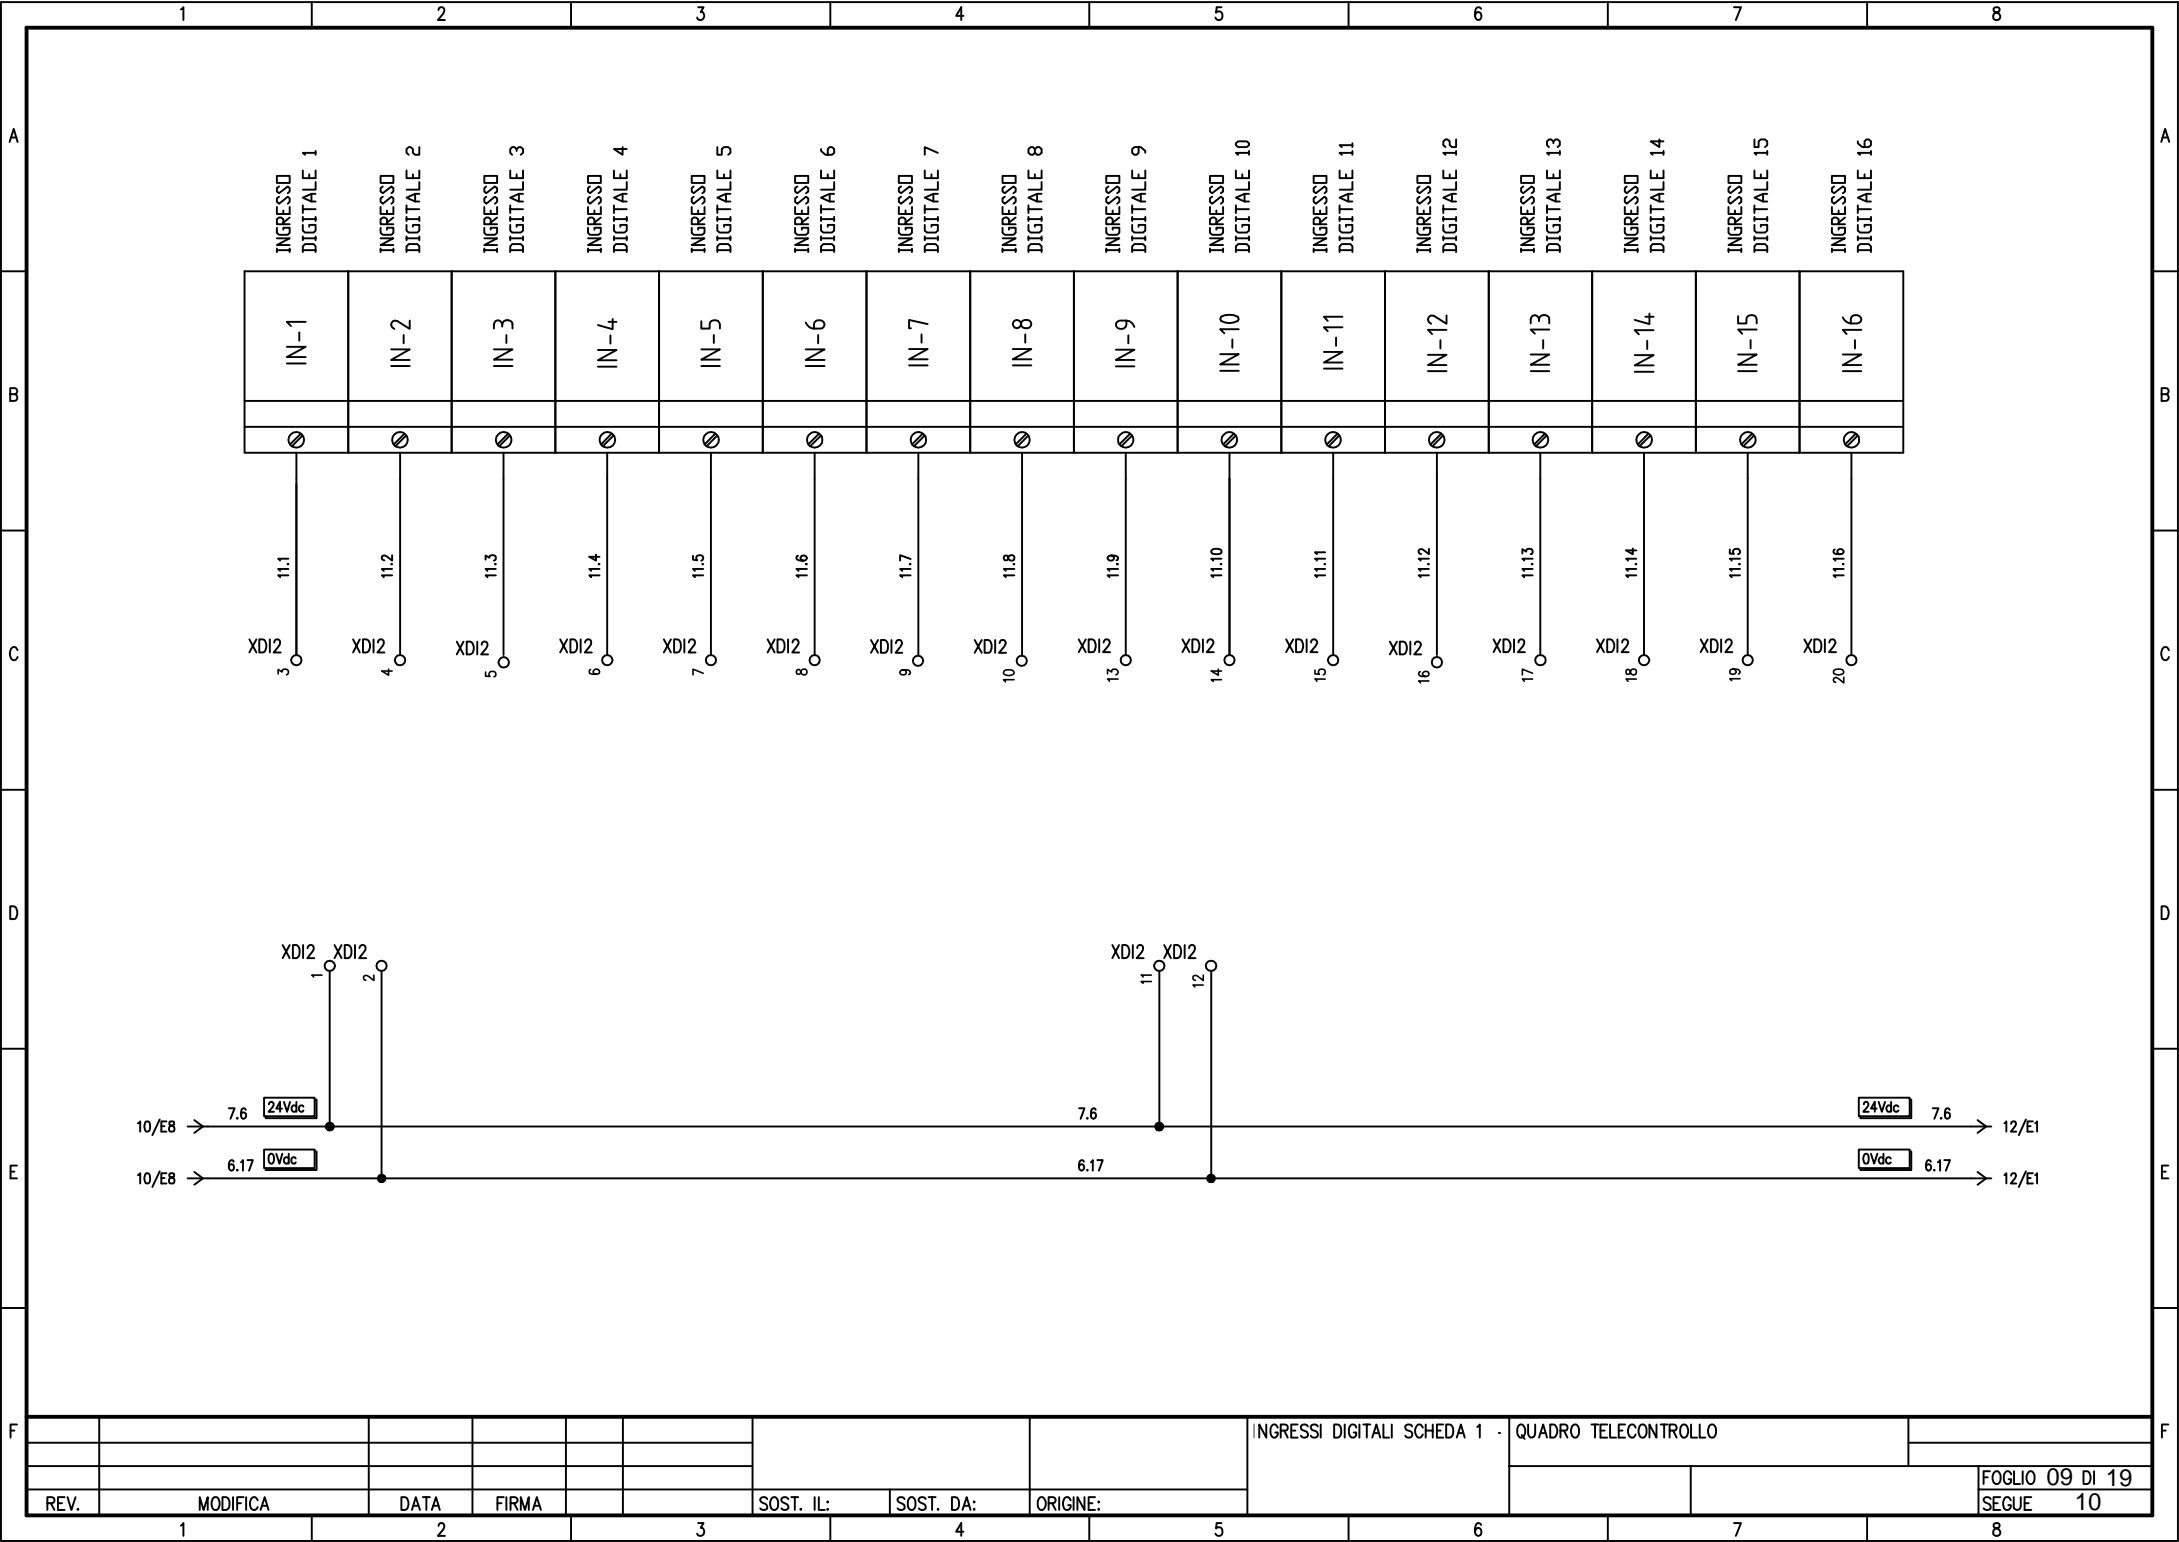 1 2 3 4 5 6 7 8
A A
INGRESSO DIGITALE 1
INGRESSO DIGITALE 2
INGRESSO DIGITALE 3
INGRESSO DIGITALE 4
INGRESSO DIGITALE 5
INGRESSO DIGITALE 6
INGRESSO DIGITALE 7
INGRESSO DIGITALE 8
INGRESSO DIGITALE 9
INGRESSO DIGITALE 10
INGRESSO DIGITALE 11
INGRESSO DIGITALE 12
INGRESSO DIGITALE 13
INGRESSO DIGITALE 14
INGRESSO DIGITALE 15
INGRESSO DIGITALE 16
IN-1 IN-2 IN-3 IN-4 IN-5 IN-6 IN-7 IN-8 IN-9 IN-10 IN-11 IN-12 IN-13 IN-14 IN-15 IN-16
B B
11.1 11.2 11.3 11.4 11.5 11.6 11.7 11.8 11.9 11.10 11.11 11.12 11.13 11.14 11.15 11.16
XDI2 XDI2 XDI2 XDI2 XDI2 XDI2 XDI2 XDI2 XDI2 XDI2 XDI2 XDI2 XDI2 XDI2 XDI2 XDI2
C C
3 4 5 6 7 8 9 10 13 14 15 16 17 18 19 20
D D
XDI2 XDI2 XDI2 XDI2
1 2 11 12
7.6 24Vdc 7.6 24Vdc 7.6
10/E8 12/E1
6.17 0Vdc 6.17 0Vdc 6.17
E E
10/E8 12/E1
F F
INGRESSI DIGITALI SCHEDA 1 -
QUADRO TELECONTROLLO
FOGLIO 09 DI 19
REV. MODIFICA DATA FIRMA SOST. IL: SOST. DA: ORIGINE:
SEGUE 10
1 2 3 4 5 6 7 8